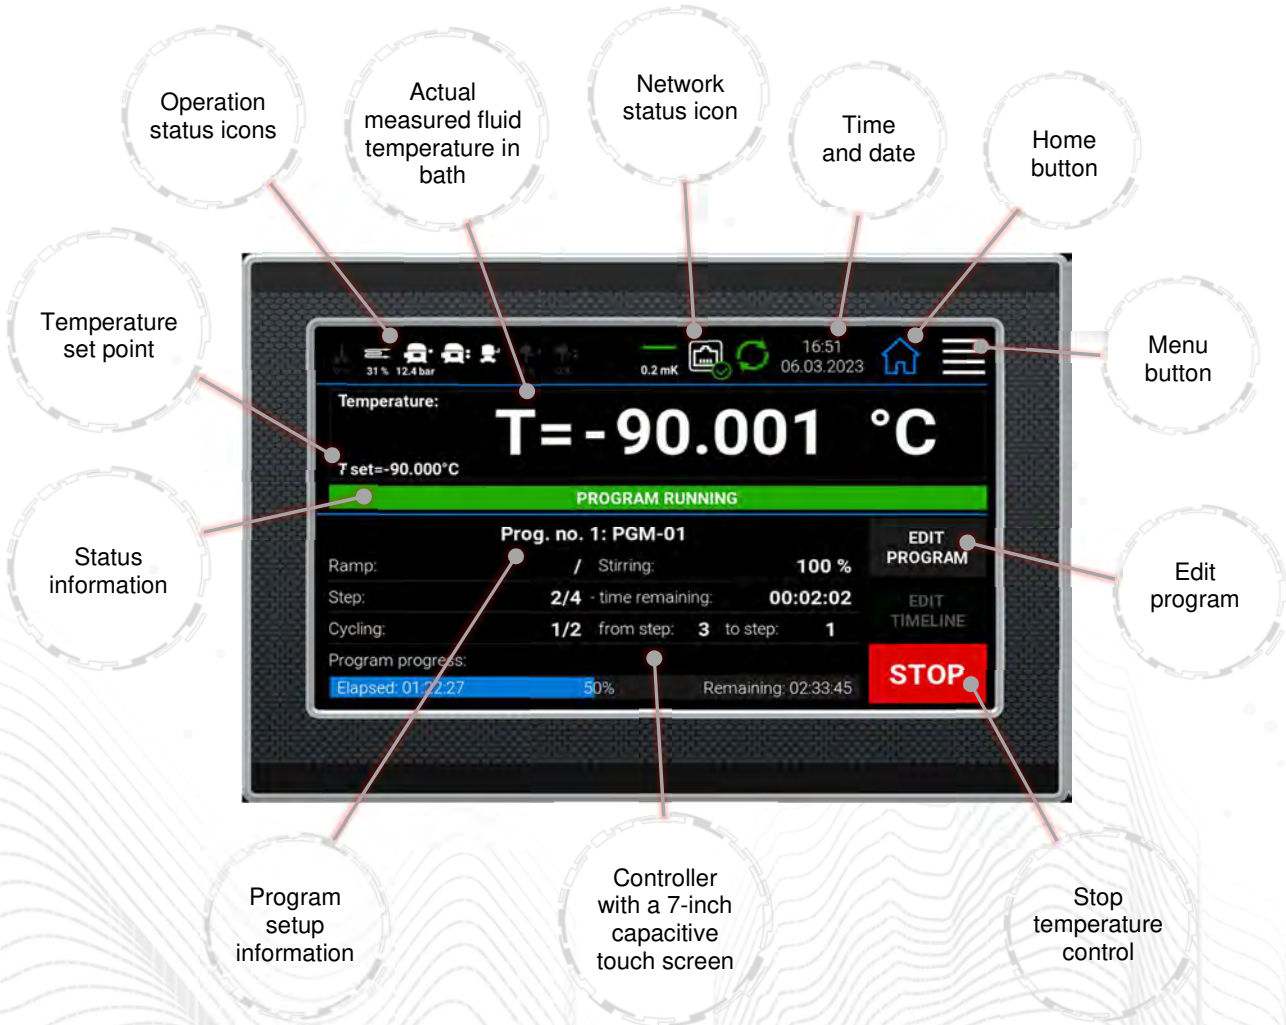 Operation
status icons
Actual
measured fluid
temperature in
bath
Network
status icon
Time
and date
Home
button
Temperature
set point
Menu
button
Status
information
Edit
program
Program
setup
information
Controller
with a 7-inch
capacitive
touch screen
Stop
temperature
control
31 % 12.4 bar
0.2 mK
16:51
06.03.2023
Temperature:
T=-90.001 °C
T set=-90.000°C
PROGRAM RUNNING
Prog. no. 1: PGM-01
Ramp: / Stirring: 100 %
Step: 2/4 - time remaining: 00:02:02
Cycling: 1/2 from step: 3 to step: 1
Program progress:
Elapsed: 01:22:27 50% Remaining: 02:33:45
EDIT
PROGRAM
EDIT
TIMELINE
STOP